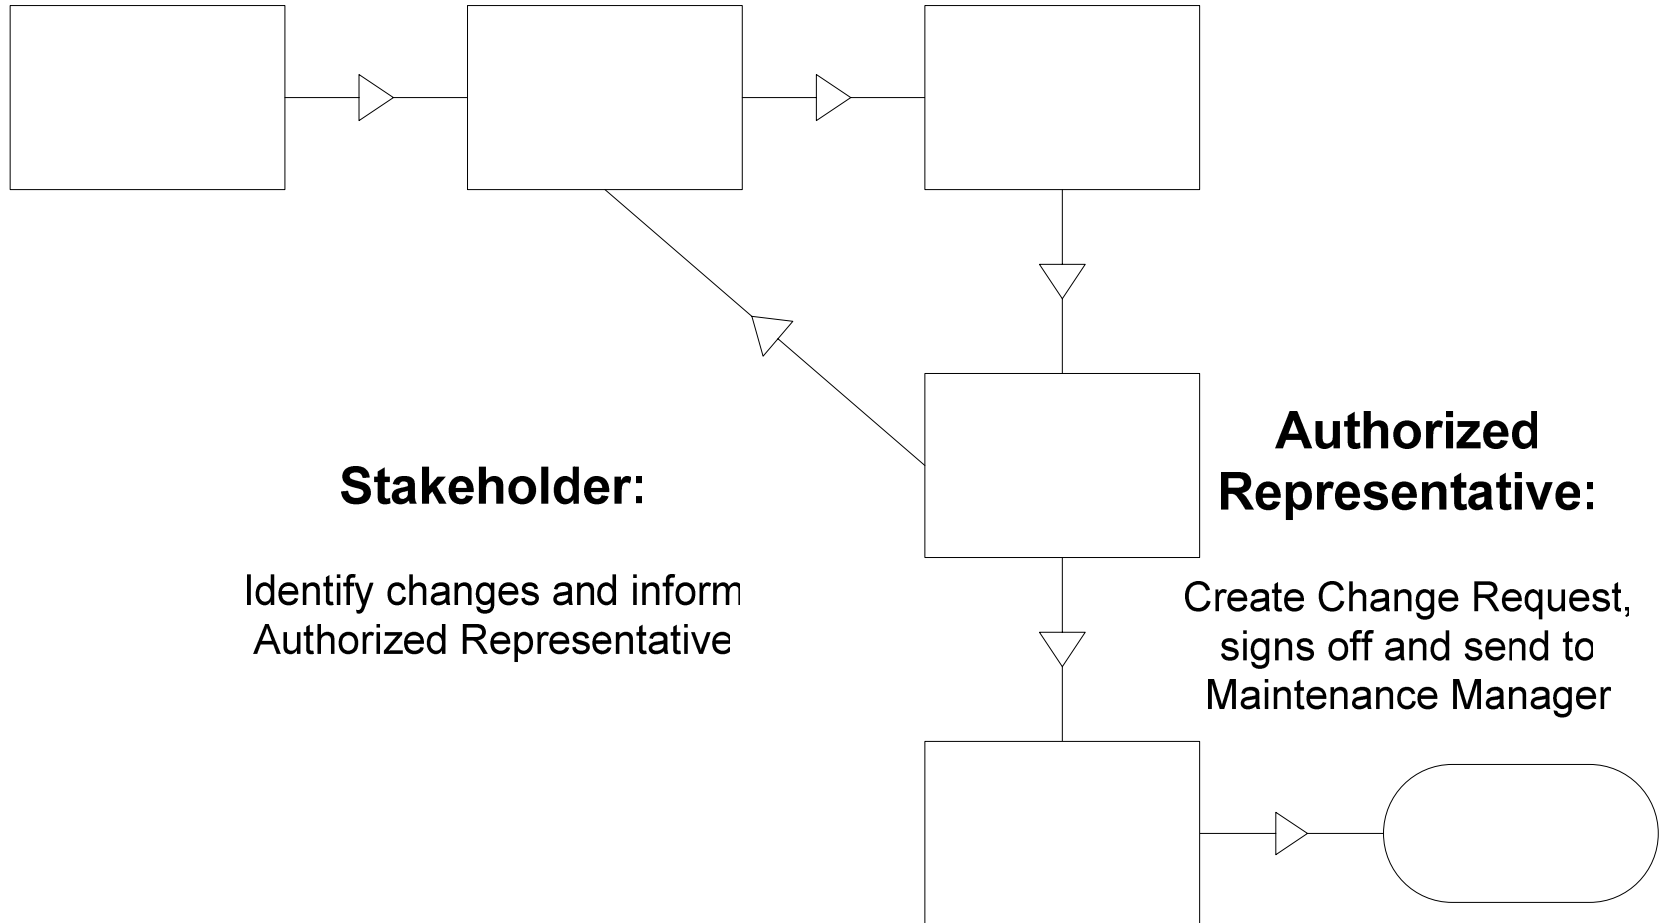 Stakeholder:
Identify changes and inform
Authorized Representative
Authorized
Representative:
Create Change Request,
signs off and send to
Maintenance Manager